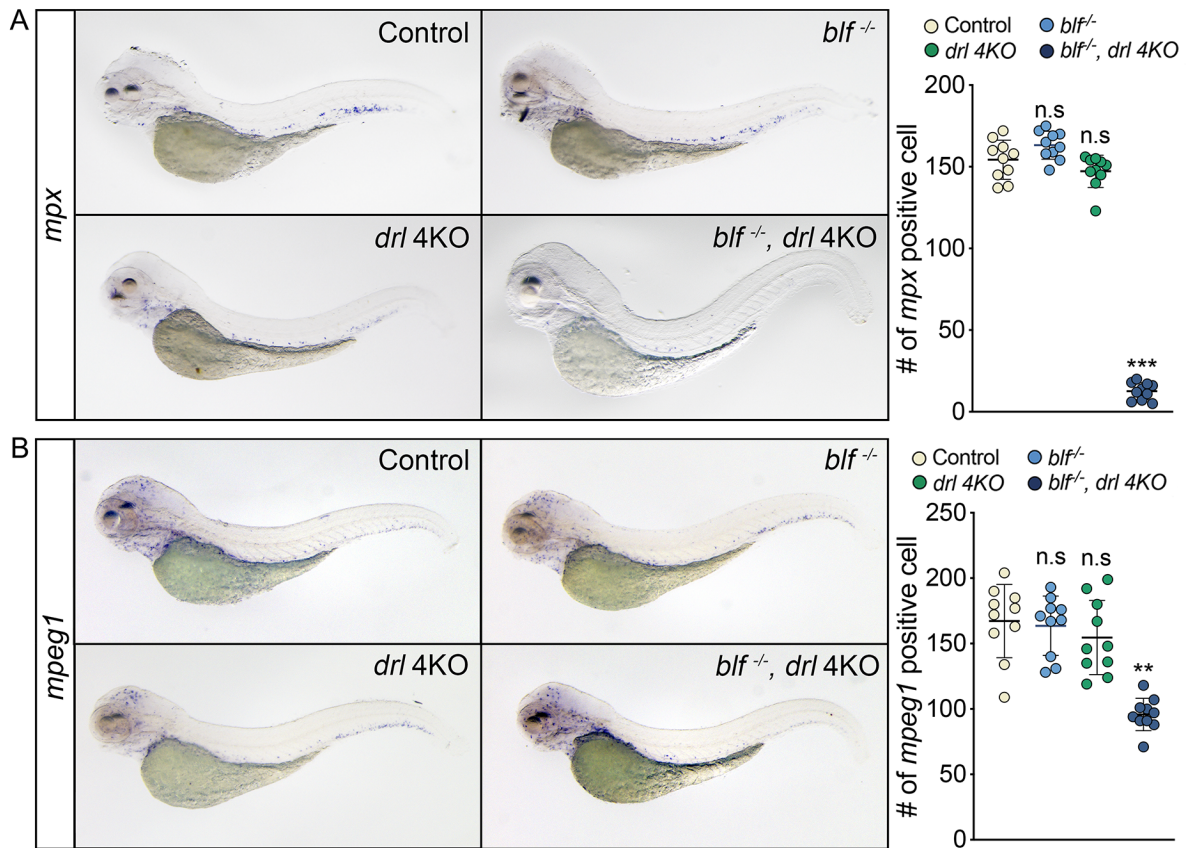 A
mpx
Control
blf -/-
drl 4KO
blf -/-, drl 4KO
Control
blf-/-
drl 4KO
blf-/-, drl 4KO
# of mpx positive cell
200
150
100
50
0
n.s
n.s
***
B
mpeg1
Control
blf -/-
drl 4KO
blf -/-, drl 4KO
Control
blf-/-
drl 4KO
blf-/-, drl 4KO
# of mpeg1 positive cell
250
200
150
100
50
0
n.s
n.s
**